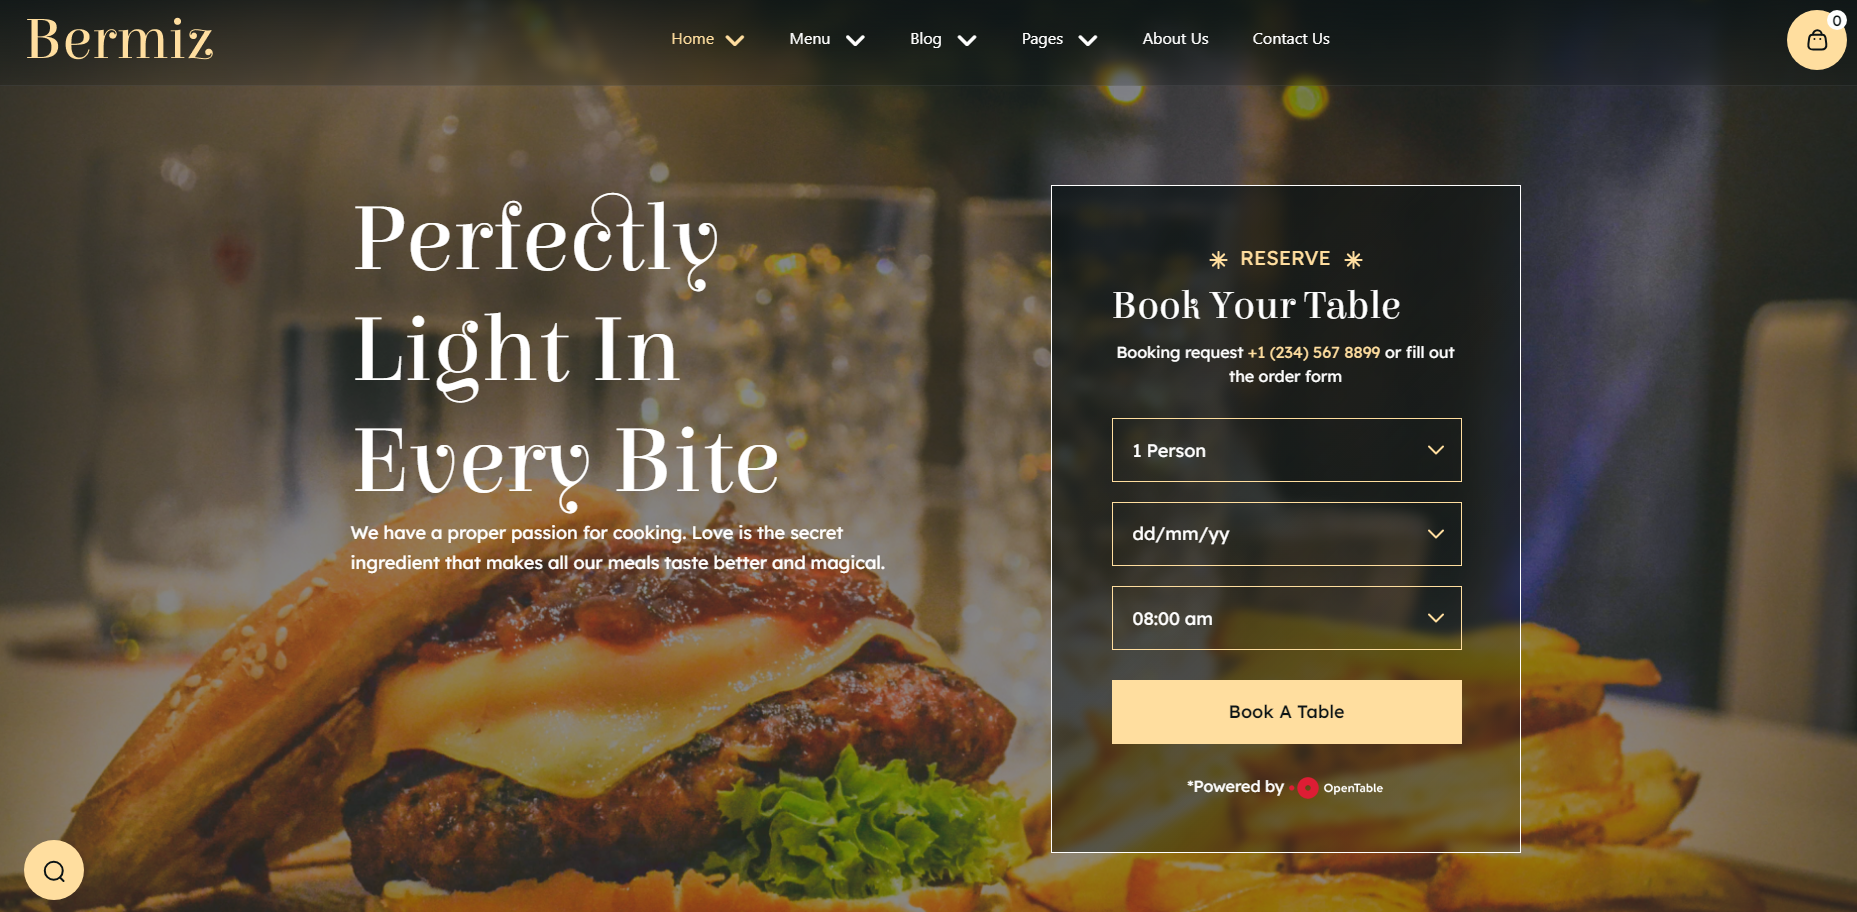 Bermiz
Home Menu Blog Pages About Us Contact Us
0
Perfectly
Light In
Every Bite
We have a proper passion for cooking. Love is the secret
ingredient that makes all our meals taste better and magical.
RESERVE
Book Your Table
Booking request +1 (234) 567 8899 or fill out
the order form
1 Person
dd/mm/yy
08:00 am
Book A Table
*Powered by OpenTable